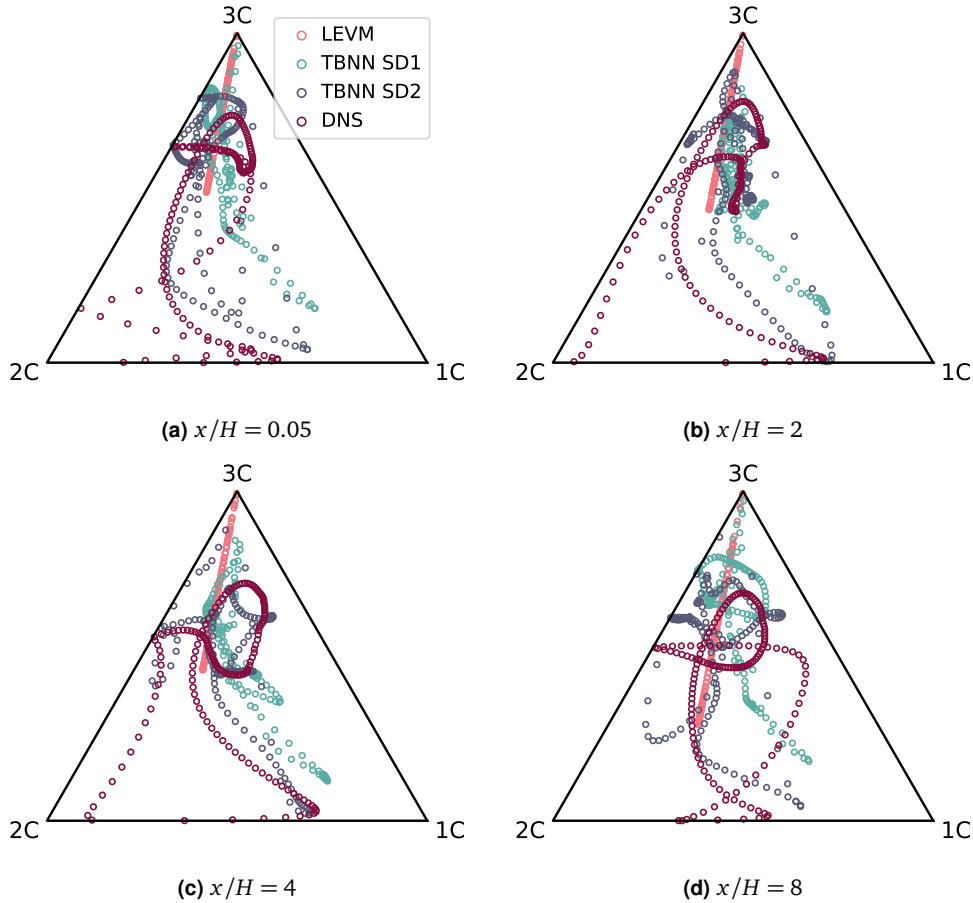 3C
3C
LEVM
TBNN SD1
TBNN SD2
DNS
2C
1C
2C
1C
(a) x/H = 0.05
(b) x/H = 2
3C
3C
2C
1C
2C
1C
(c) x/H = 4
(d) x/H = 8